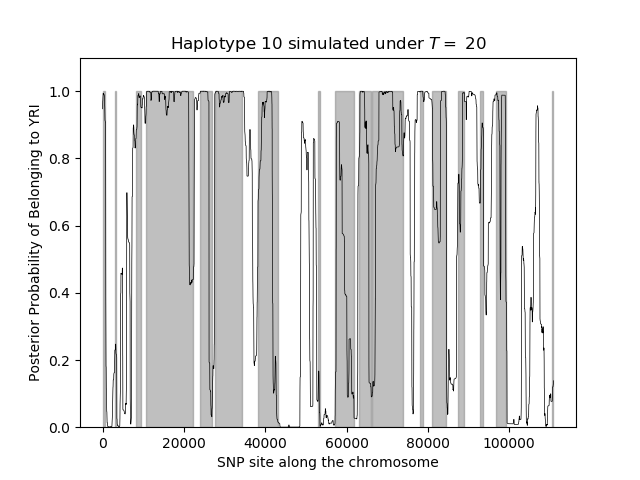 Haplotype 10 simulated under T = 20
Posterior Probability of Belonging to YRI
1.0
0.8
0.6
0.4
0.2
0.0
0 20000 40000 60000 80000 100000
SNP site along the chromosome